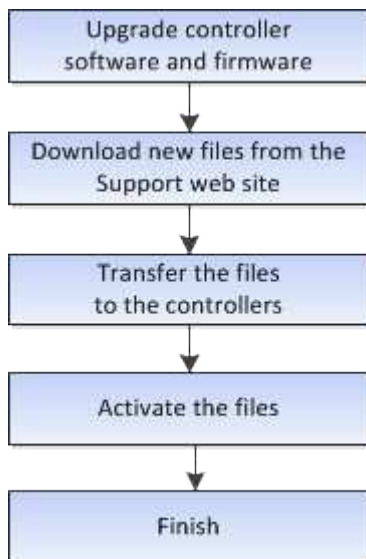 Upgrade controller
software and firmware
Download new files from the
Support web site
Transfer the files
to the controllers
Activate the files
Finish